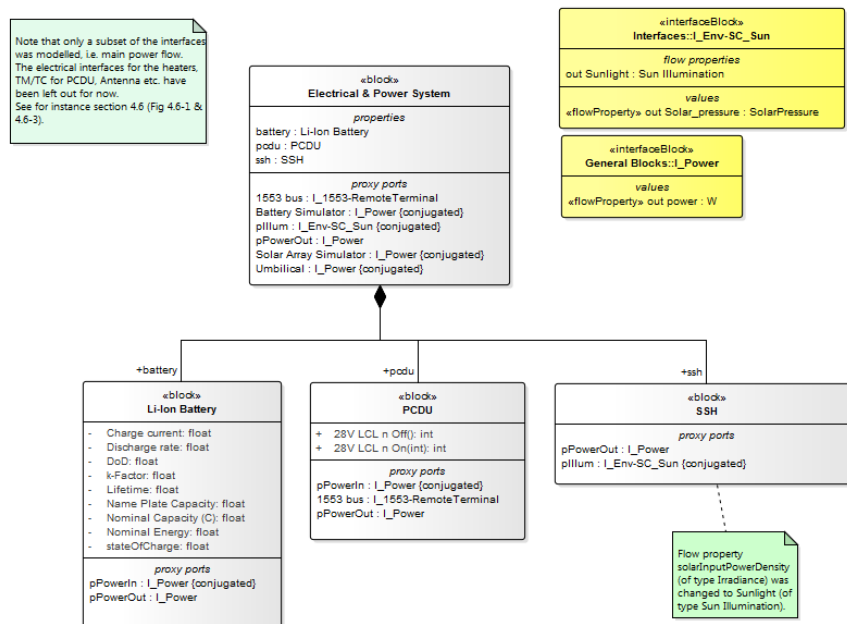 Note that only a subset of the interfaces
was modelled, i.e. main power flow.
The electrical interfaces for the heaters,
TM/TC for PCDU, Antenna etc. have
been left out for now.
See for instance section 4.6 (Fig 4.6-1 &
4.6-3).
«block»
Electrical & Power System
properties
battery : Li-Ion Battery
pcdu : PCDU
ssh : SSH
proxy ports
1553 bus : I_1553-RemoteTerminal
Battery Simulator : I_Power {conjugated}
pIllum : I_Env-SC_Sun {conjugated}
pPowerOut : I_Power
Solar Array Simulator : I_Power {conjugated}
Umbilical : I_Power {conjugated}
«interfaceBlock»
Interfaces::I_Env-SC_Sun
flow properties
out Sunlight : Sun Illumination
values
«flowProperty» out Solar_pressure : SolarPressure
«interfaceBlock»
General Blocks::I_Power
values
«flowProperty» out power : W
+battery
+pcdu
+ssh
«block»
Li-Ion Battery
- Charge current: float
- Discharge rate: float
- DoD: float
- k-Factor: float
- Lifetime: float
- Name Plate Capacity: float
- Nominal Capacity (C): float
- Nominal Energy: float
- stateOfCharge: float
proxy ports
pPowerIn : I_Power {conjugated}
pPowerOut : I_Power
«block»
PCDU
+ 28V LCL n Off(): int
+ 28V LCL n On(int): int
proxy ports
pPowerIn : I_Power {conjugated}
1553 bus : I_1553-RemoteTerminal
pPowerOut : I_Power
«block»
SSH
proxy ports
pPowerOut : I_Power
pIllum : I_Env-SC_Sun {conjugated}
Flow property
solarInputPowerDensity
(of type Irradiance) was
changed to Sunlight (of
type Sun Illumination).